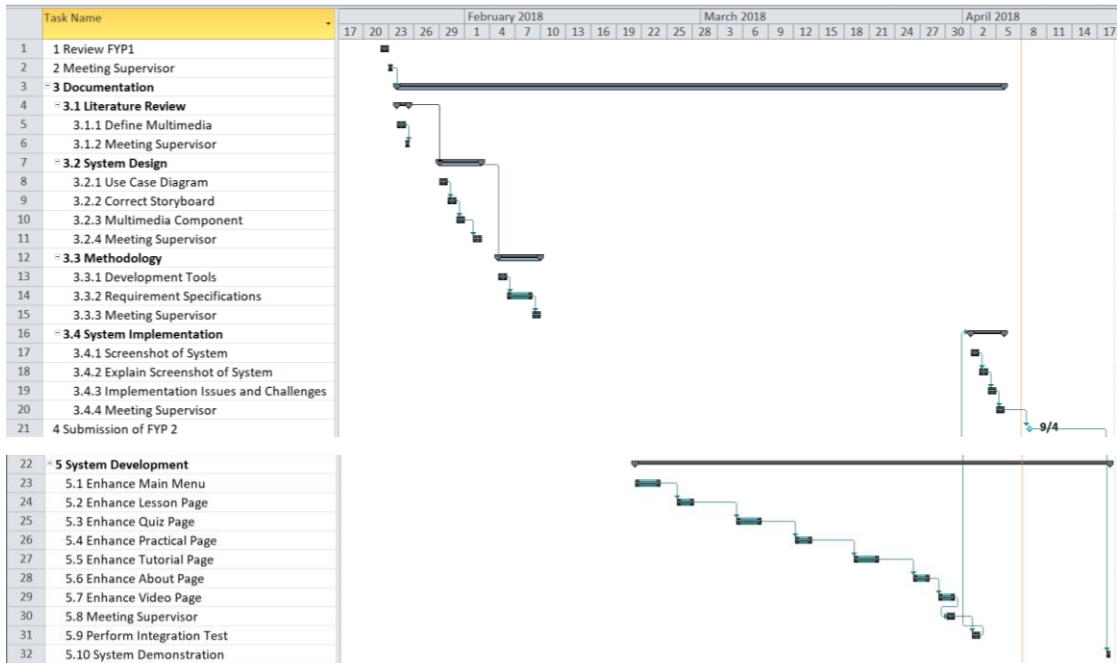 Task Name
February 2018 March 2018 April 2018
17 20 23 26 29 1 4 7 10 13 16 19 22 25 28 3 6 9 12 15 18 21 24 27 30 2 5 8 11 14 17
1 1 Review FYP1
2 2 Meeting Supervisor
3 3 Documentation
4 3.1 Literature Review
5 3.1.1 Define Multimedia
6 3.1.2 Meeting Supervisor
7 3.2 System Design
8 3.2.1 Use Case Diagram
9 3.2.2 Correct Storyboard
10 3.2.3 Multimedia Component
11 3.2.4 Meeting Supervisor
12 3.3 Methodology
13 3.3.1 Development Tools
14 3.3.2 Requirement Specifications
15 3.3.3 Meeting Supervisor
16 3.4 System Implementation
17 3.4.1 Screenshot of System
18 3.4.2 Explain Screenshot of System
19 3.4.3 Implementation Issues and Challenges
20 3.4.4 Meeting Supervisor
21 4 Submission of FYP 2 9/4
22 5 System Development
23 5.1 Enhance Main Menu
24 5.2 Enhance Lesson Page
25 5.3 Enhance Quiz Page
26 5.4 Enhance Practical Page
27 5.5 Enhance Tutorial Page
28 5.6 Enhance About Page
29 5.7 Enhance Video Page
30 5.8 Meeting Supervisor
31 5.9 Perform Integration Test
32 5.10 System Demonstration